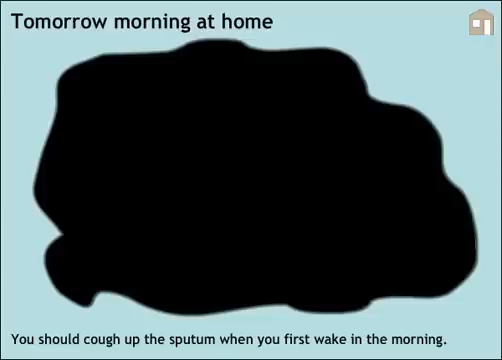 Tomorrow morning at home
You should cough up the sputum when you first wake in the morning.